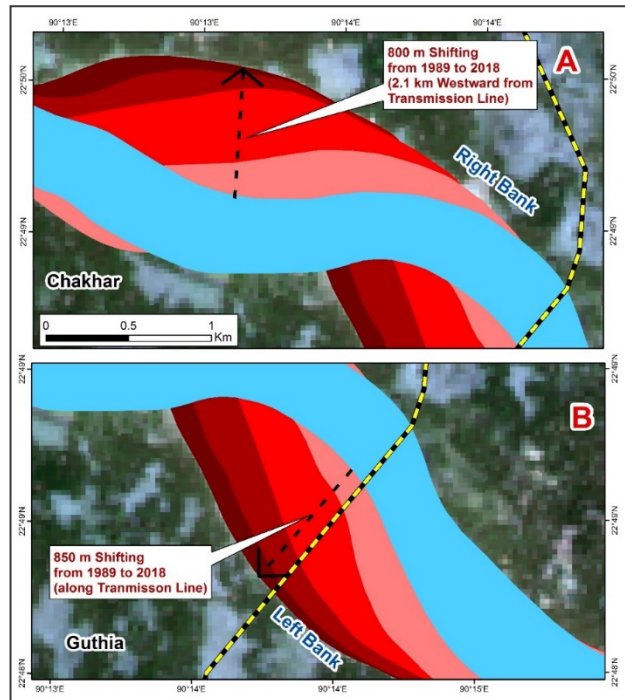 90°13'E
90°13'E
90°14'E
90°14'E
A
800 m Shifting
from 1989 to 2018
(2.1 km Westward from
Transmission Line)
22°50'N
22°50'N
Right Bank
22°49'N
22°49'N
Chakhar
0
0.5
1
Km
22°49'N
22°49'N
B
22°49'N
22°49'N
850 m Shifting
from 1989 to 2018
(along Tranmisson Line)
Left Bank
Guthia
22°48'N
22°48'N
90°13'E
90°14'E
90°14'E
90°15'E